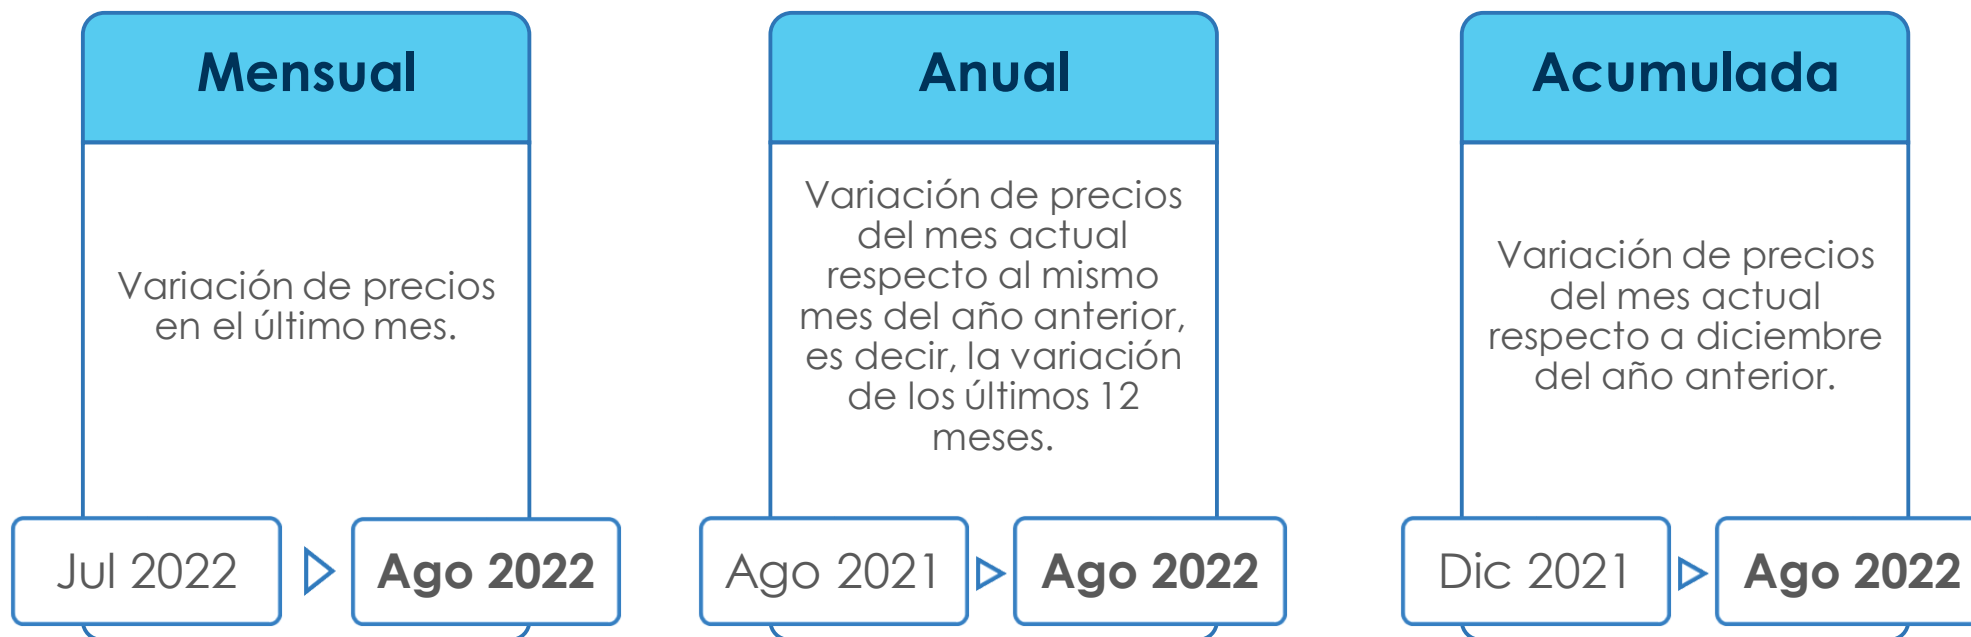 Mensual
Variación de precios
en el último mes.
Jul 2022
Ago 2022
Anual
Variación de precios
del mes actual
respecto al mismo
mes del año anterior,
es decir, la variación
de los últimos 12
meses.
Ago 2021
Ago 2022
Acumulada
Variación de precios
del mes actual
respecto a diciembre
del año anterior.
Dic 2021
Ago 2022